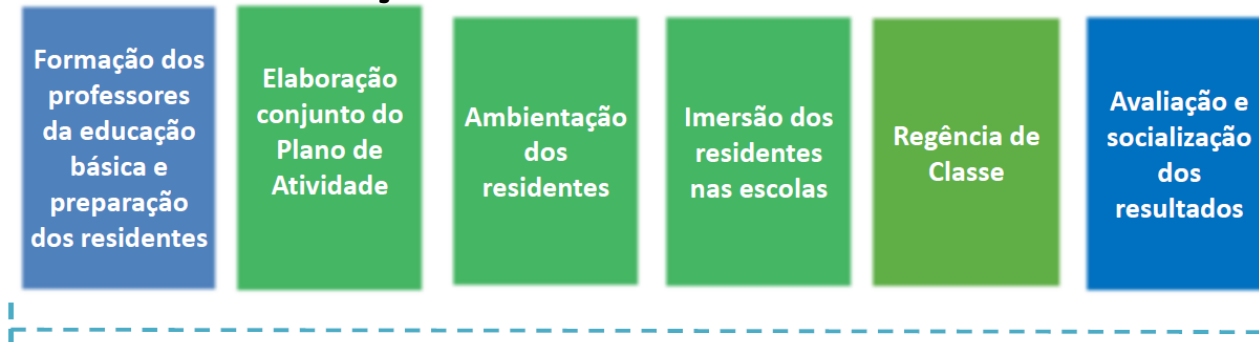 Formação dos
professores
da educação
básica e
preparação
dos residentes
Elaboração
conjunto do
Plano de
Atividade
Ambientação
dos
residentes
Imersão dos
residentes
nas escolas
Regência de
Classe
Avaliação e
socialização
dos
resultados